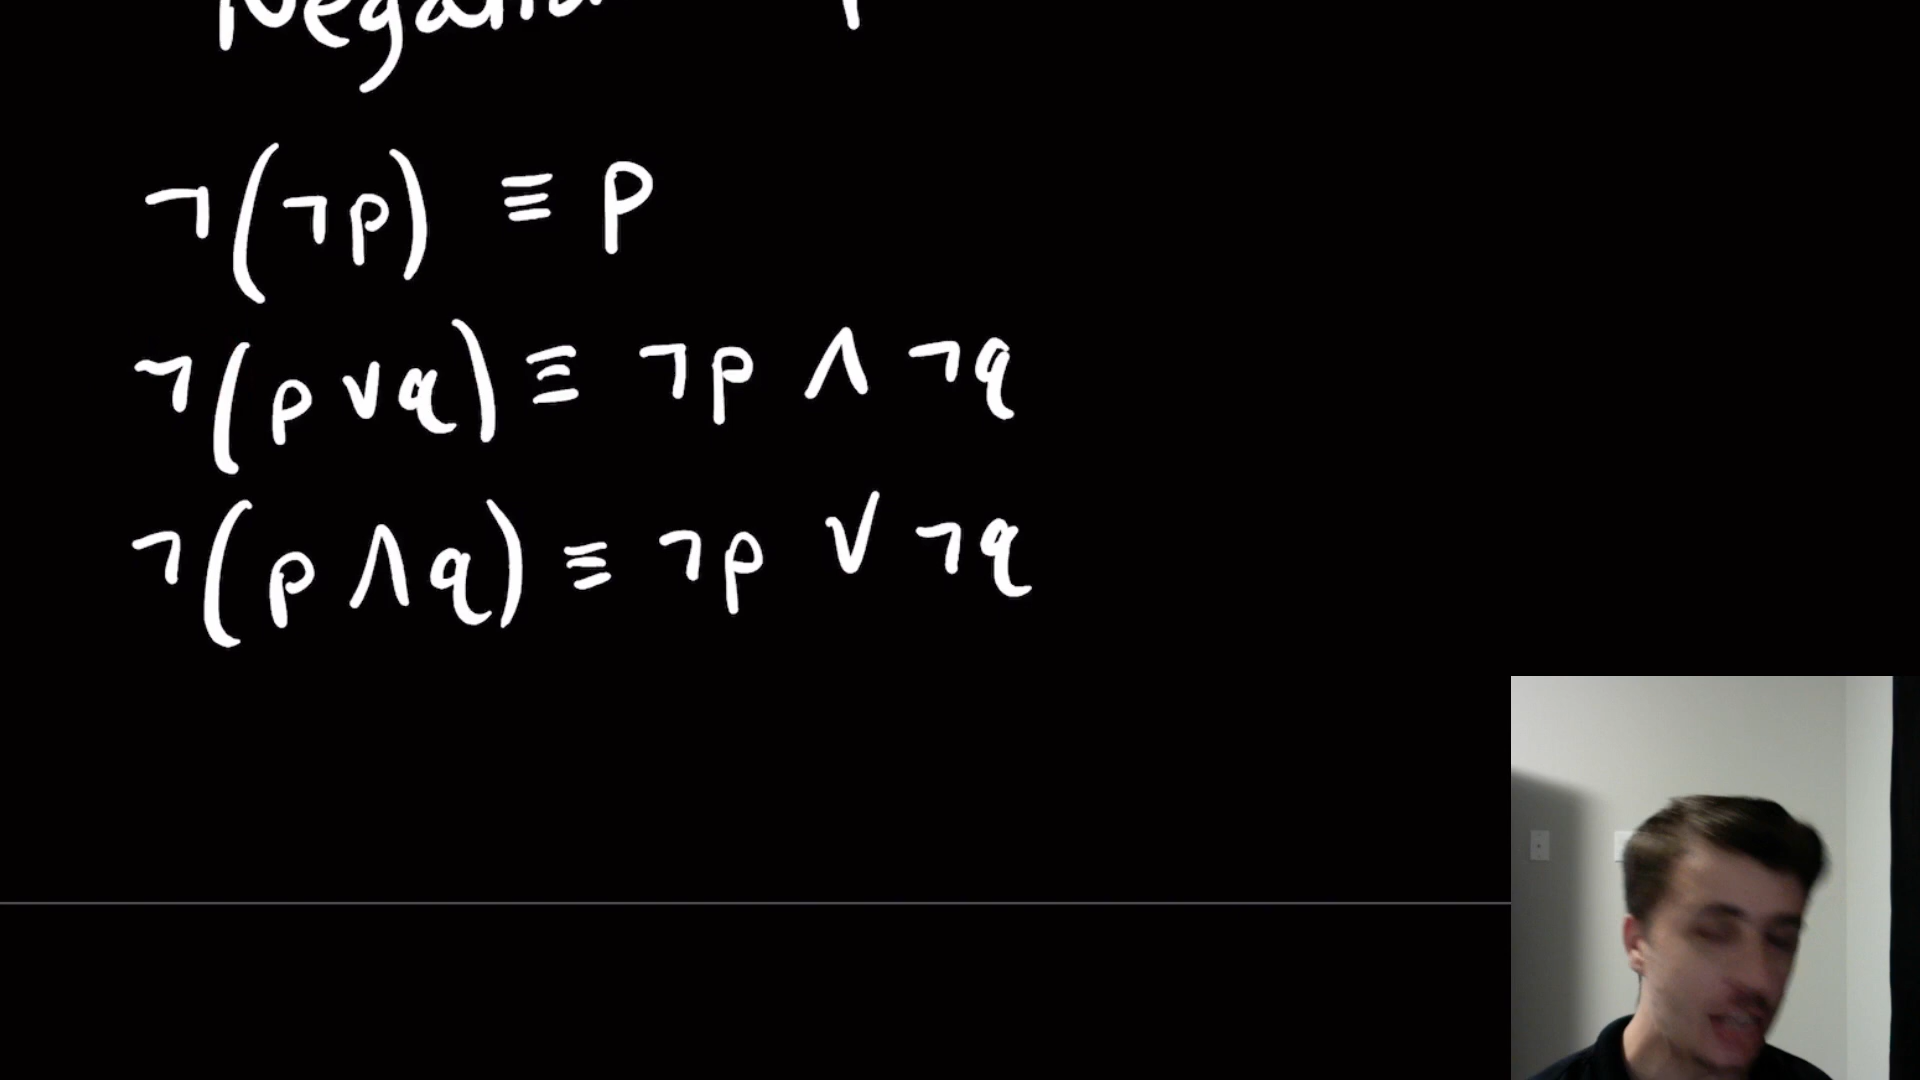 ¬(¬p) ≡ p
¬(p ∨ q) ≡ ¬p ∧ ¬q
¬(p ∧ q) ≡ ¬p ∨ ¬q